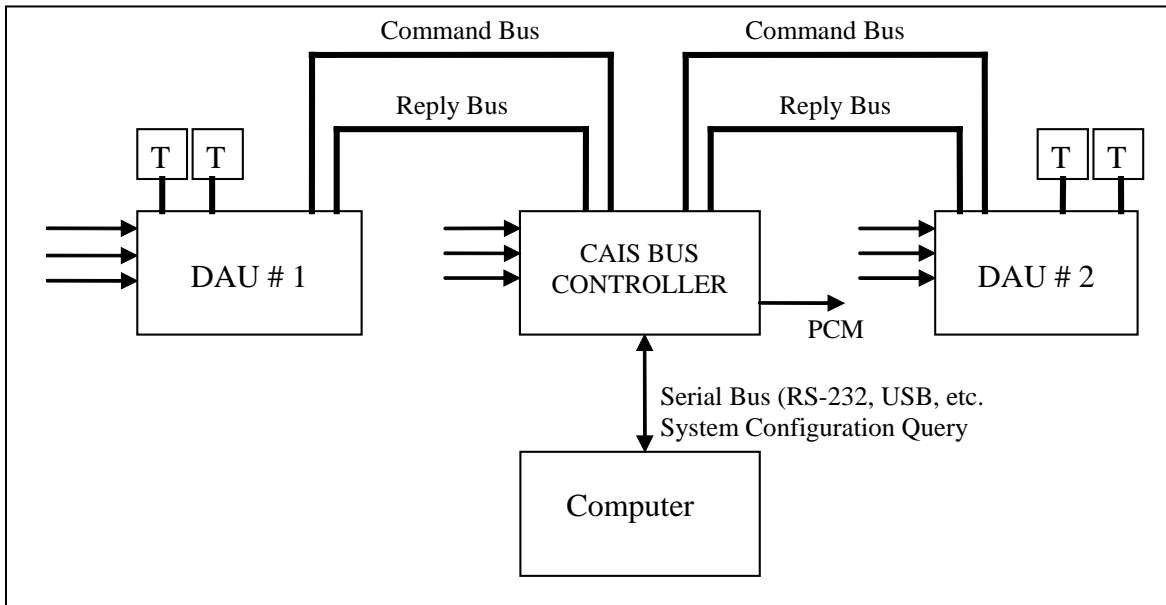 Command Bus
Command Bus
Reply Bus
Reply Bus
T
T
T
T
DAU # 1
CAIS BUS
CONTROLLER
DAU # 2
PCM
Serial Bus (RS-232, USB, etc.
System Configuration Query
Computer